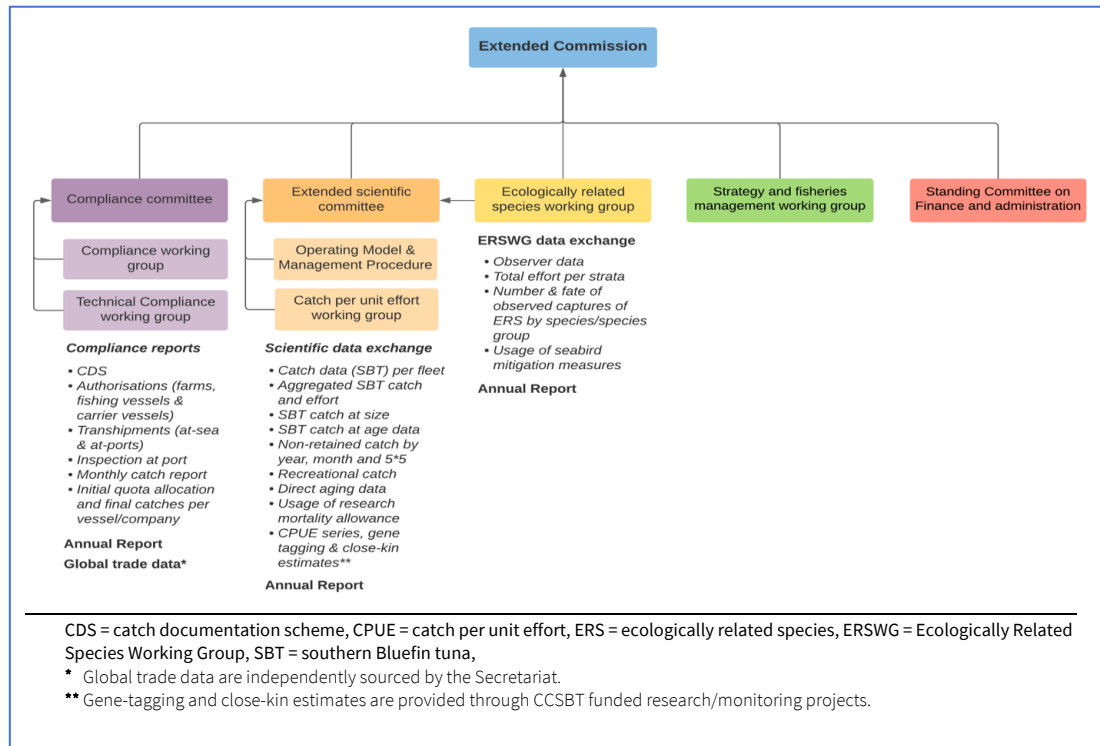 Extended Commission
Compliance committee
Compliance working
group
Technical Compliance
working group
Compliance reports
• CDS
• Authorisations (farms,
fishing vessels &
carrier vessels)
• Transhipments (at-sea
& at-ports)
• Inspection at port
• Monthly catch report
• Initial quota allocation
and final catches per
vessel/company
Annual Report
Global trade data*
Extended scientific
committee
Operating Model &
Management Procedure
Catch per unit effort
working group
Scientific data exchange
• Catch data (SBT) per fleet
• Aggregated SBT catch
and effort
• SBT catch at size
• SBT catch at age data
• Non-retained catch by
year, month and 5*5
• Recreational catch
• Direct aging data
• Usage of research
mortality allowance
• CPUE series, gene
tagging & close-kin
estimates**
Annual Report
Ecologically related
species working group
ERSWG data exchange
• Observer data
• Total effort per strata
• Number & fate of
observed captures of
ERS by species/species
group
• Usage of seabird
mitigation measures
Annual Report
Strategy and fisheries
management working group
Standing Committee on
Finance and administration
CDS = catch documentation scheme, CPUE = catch per unit effort, ERS = ecologically related species, ERSWG = Ecologically Related
Species Working Group, SBT = southern Bluefin tuna,
* Global trade data are independently sourced by the Secretariat.
** Gene-tagging and close-kin estimates are provided through CCSBT funded research/monitoring projects.